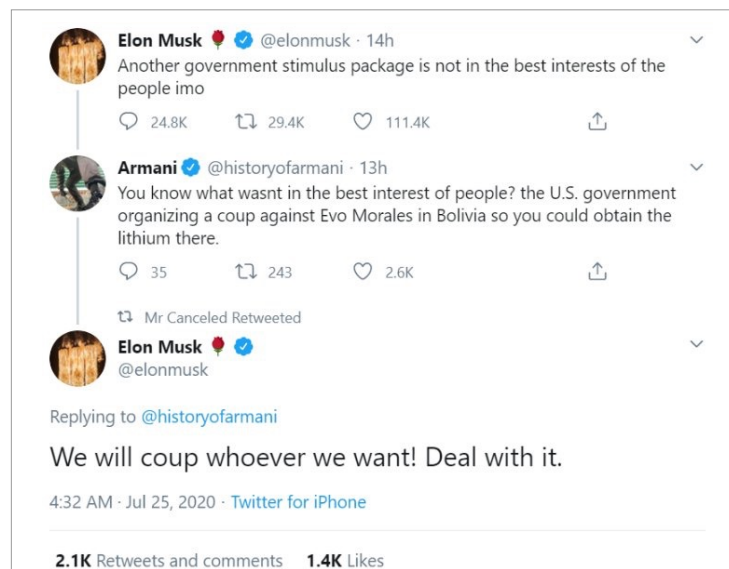 Elon Musk 🌹 @elonmusk · 14h
Another government stimulus package is not in the best interests of the
people imo
24.8K 29.4K 111.4K
Armani @historyofarmani · 13h
You know what wasnt in the best interest of people? the U.S. government
organizing a coup against Evo Morales in Bolivia so you could obtain the
lithium there.
35 243 2.6K
Mr Canceled Retweeted
Elon Musk 🌹
@elonmusk
Replying to @historyofarmani
We will coup whoever we want! Deal with it.
4:32 AM · Jul 25, 2020 · Twitter for iPhone
2.1K Retweets and comments 1.4K Likes